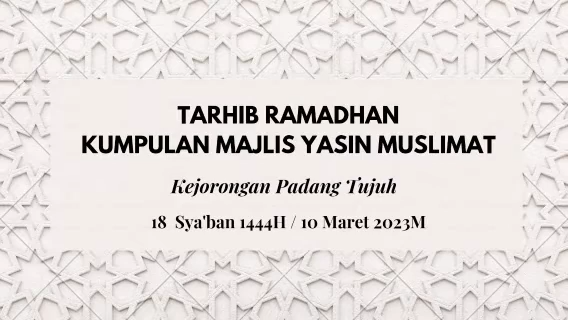 TARHIB RAMADHAN
KUMPULAN MAJLIS YASIN MUSLIMAT
Kejorongan Padang Tujuh
18 Sya'ban 1444H / 10 Maret 2023M